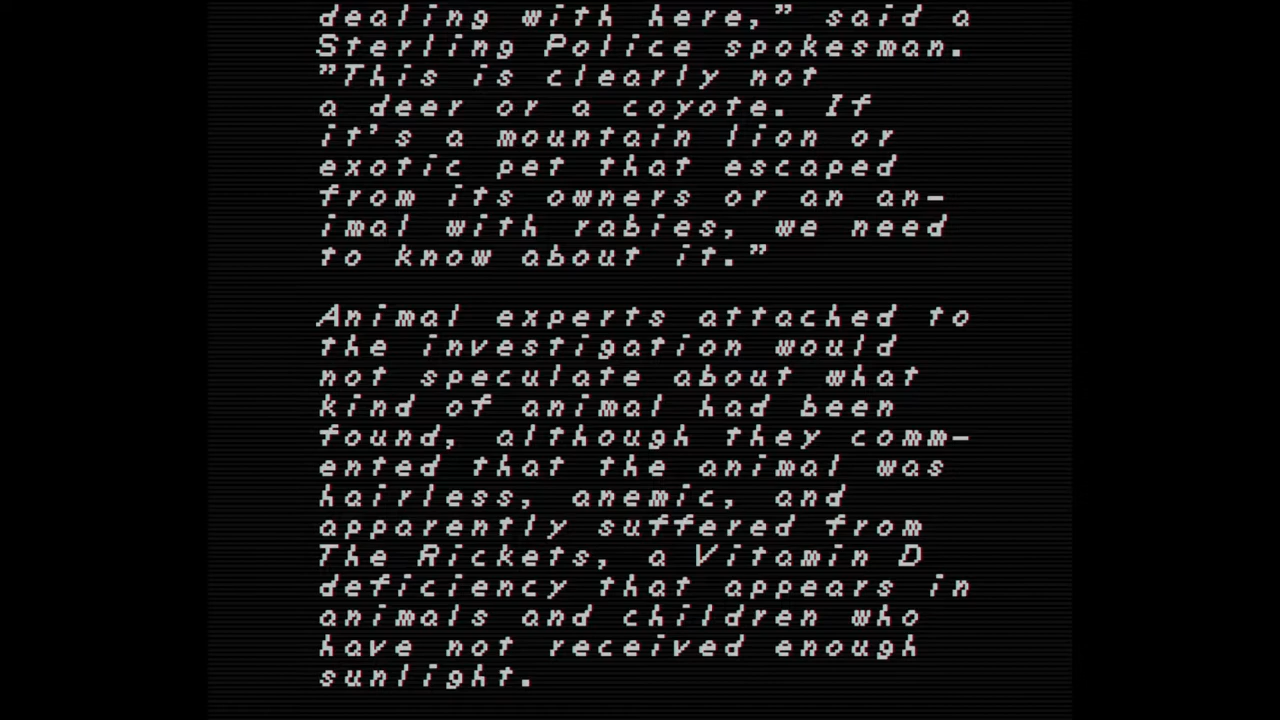 dealing with here,” said a
Sterling Police spokesman.
”This is clearly not
a deer or a coyote. If
it’s a mountain lion or
exotic pet that escaped
from its owners or an an-
imal with rabies, we need
to know about it.”
Animal experts attached to
the investigation would
not speculate about what
kind of animal had been
found, although they comm-
ented that the animal was
hairless, anemic, and
apparently suffered from
The Rickets, a Vitamin D
deficiency that appears in
animals and children who
have not received enough
sunlight.